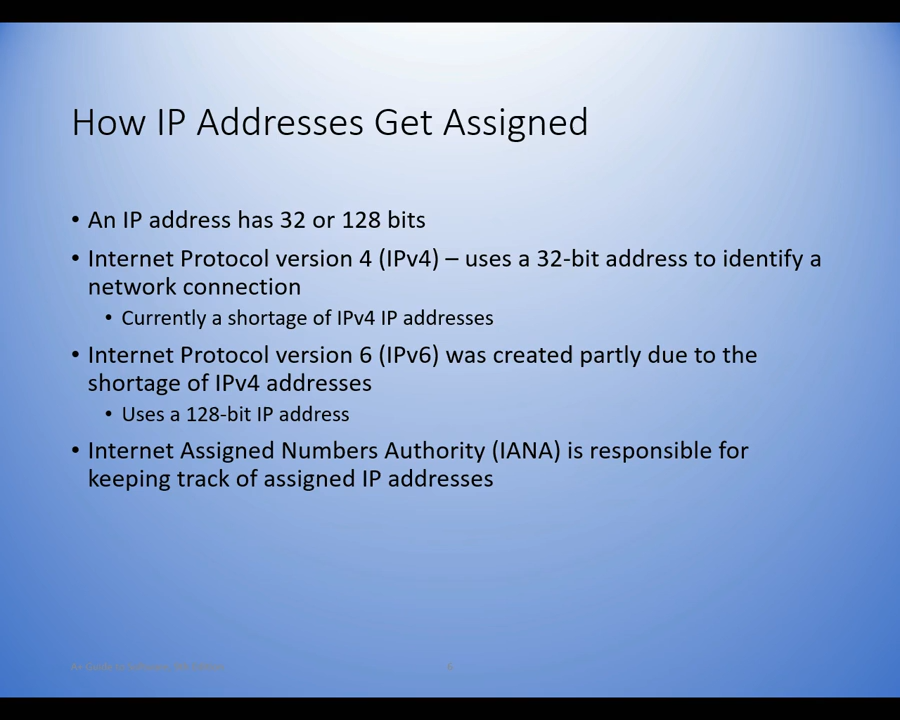 How IP Addresses Get Assigned
• An IP address has 32 or 128 bits
• Internet Protocol version 4 (IPv4) – uses a 32-bit address to identify a
network connection
• Currently a shortage of IPv4 IP addresses
• Internet Protocol version 6 (IPv6) was created partly due to the
shortage of IPv4 addresses
• Uses a 128-bit IP address
• Internet Assigned Numbers Authority (IANA) is responsible for
keeping track of assigned IP addresses
A+ Guide to
6